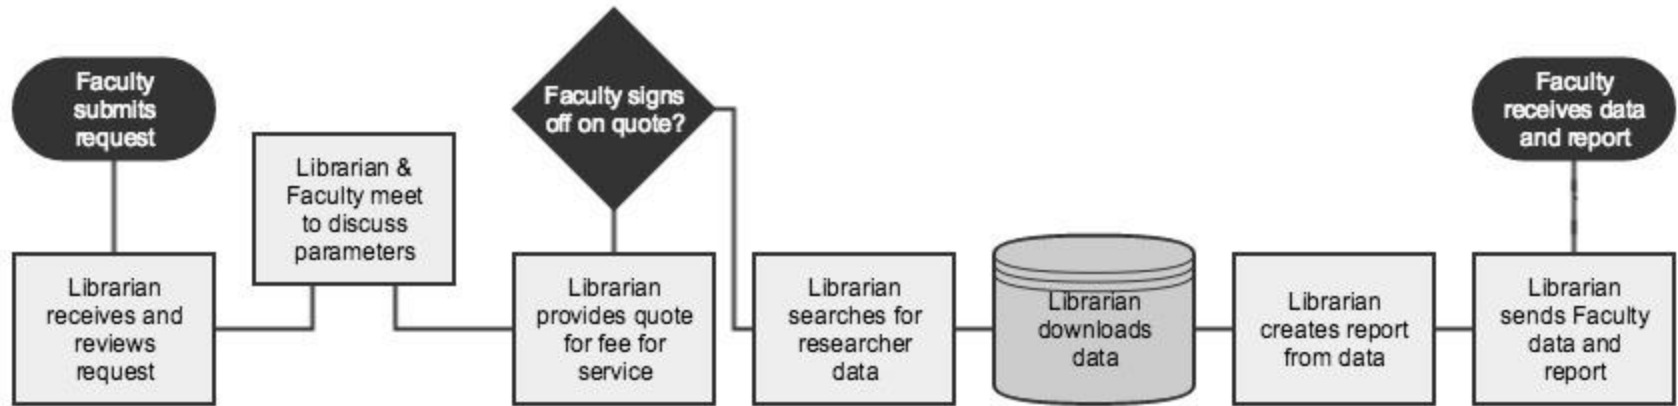 Faculty
submits
request
Librarian
receives and
reviews
request
Librarian &
Faculty meet
to discuss
parameters
Librarian
provides quote
for fee for
service
Faculty signs
off on quote?
Librarian
searches for
researcher
data
Librarian
downloads
data
Librarian
creates report
from data
Librarian
sends Faculty
data and
report
Faculty
receives data
and report